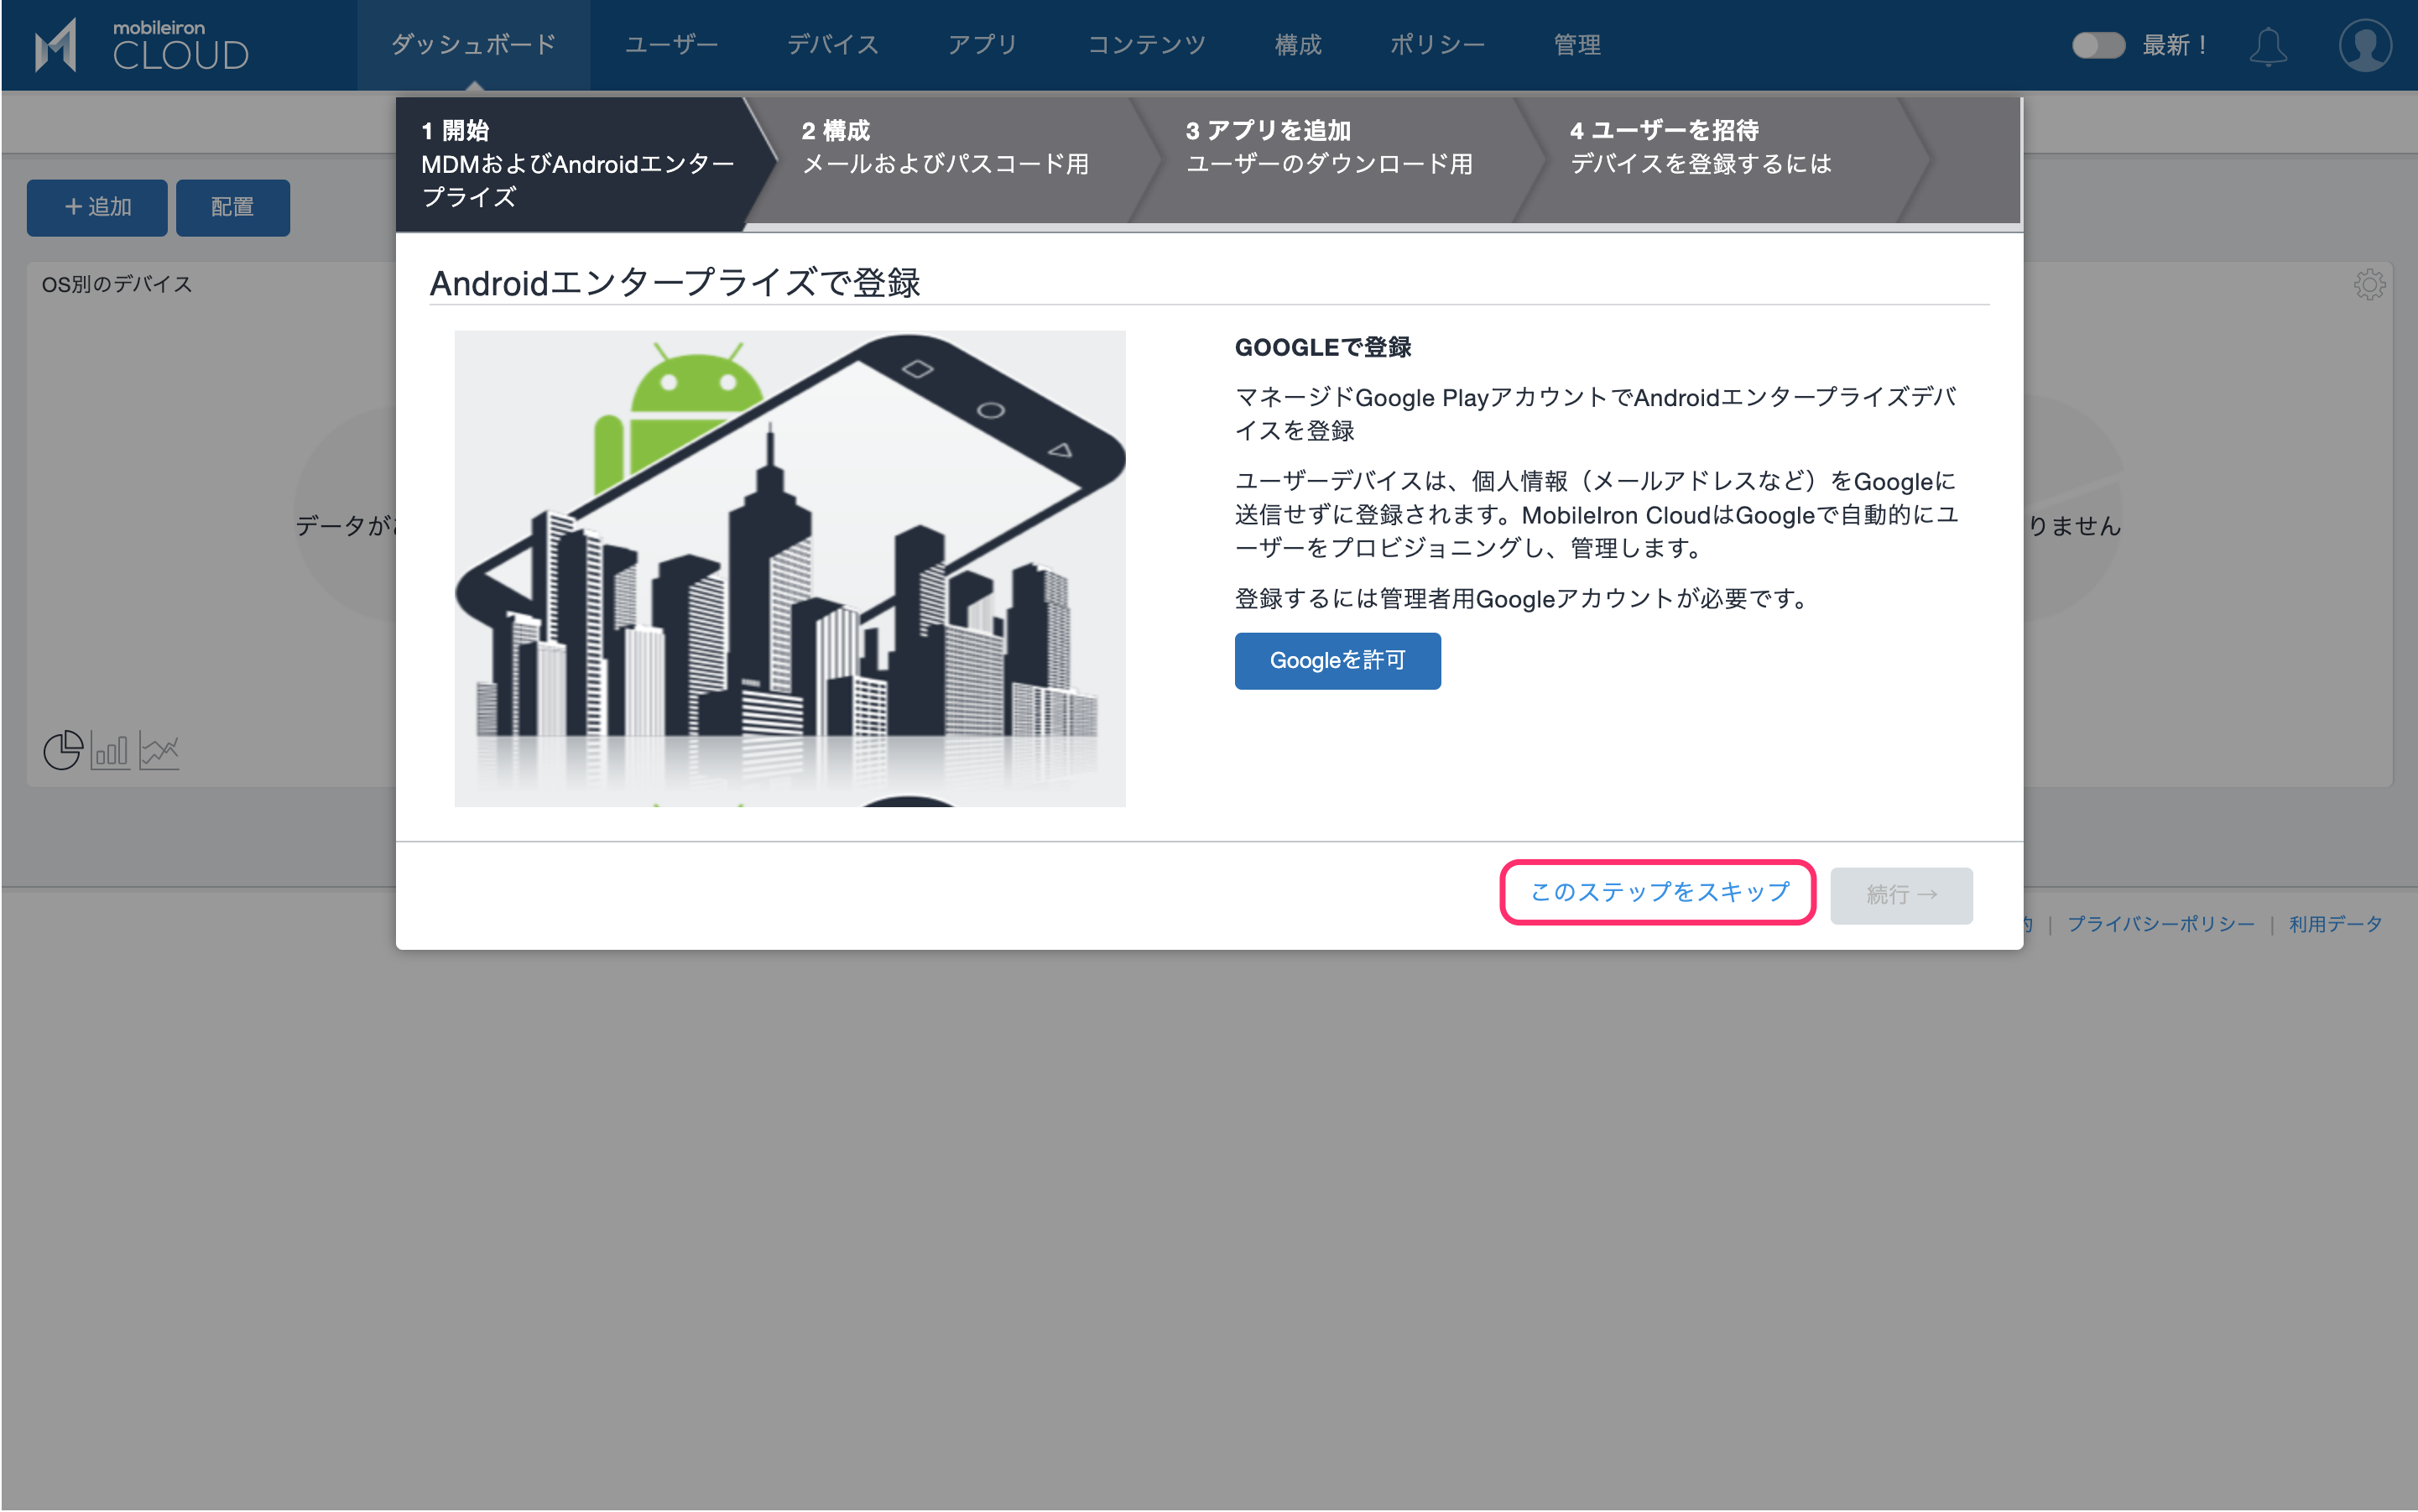 mobileiron
CLOUD
ダッシュボード
ユーザー
デバイス
アプリ
コンテンツ
構成
ポリシー
管理
最新！
1 開始
MDMおよびAndroidエンター
プライズ
2 構成
メールおよびパスコード用
3 アプリを追加
ユーザーのダウンロード用
4 ユーザーを招待
デバイスを登録するには
+ 追加
配置
OS別のデバイス
データが
りません
Androidエンタープライズで登録
GOOGLEで登録
マネージドGoogle PlayアカウントでAndroidエンタープライズデバ
イスを登録
ユーザーデバイスは、個人情報（メールアドレスなど）をGoogleに
送信せずに登録されます。MobileIron CloudはGoogleで自動的にユ
ーザーをプロビジョニングし、管理します。
登録するには管理者用Googleアカウントが必要です。
Googleを許可
このステップをスキップ
続行 →
約 | プライバシーポリシー | 利用データ